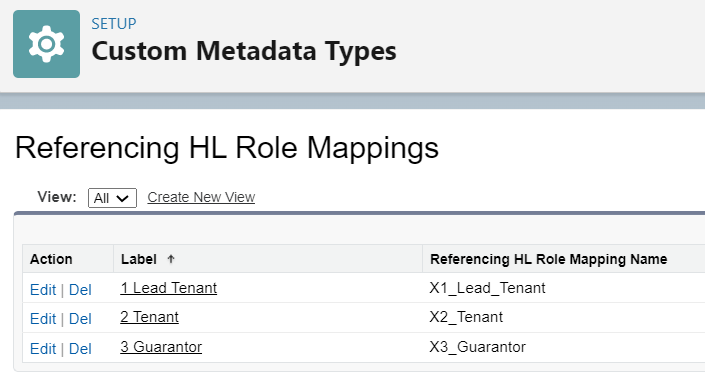 SETUP
Custom Metadata Types
Referencing HL Role Mappings
View: All Create New View
Action Label ↑ Referencing HL Role Mapping Name
Edit | Del 1 Lead Tenant X1_Lead_Tenant
Edit | Del 2 Tenant X2_Tenant
Edit | Del 3 Guarantor X3_Guarantor